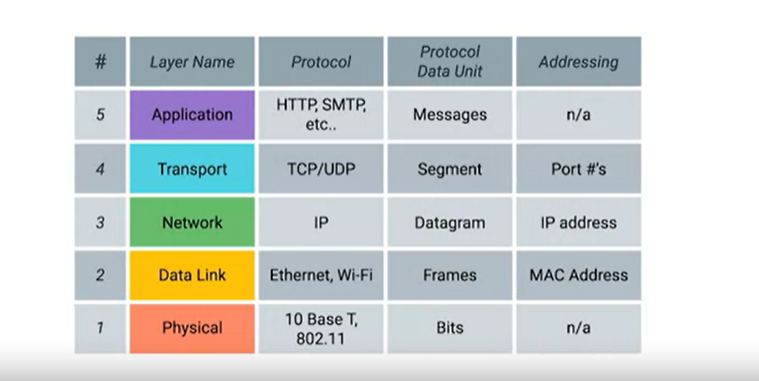 # Layer Name Protocol Protocol Data Unit Addressing
5 Application HTTP, SMTP, etc.. Messages n/a
4 Transport TCP/UDP Segment Port #'s
3 Network IP Datagram IP address
2 Data Link Ethernet, Wi-Fi Frames MAC Address
1 Physical 10 Base T, 802.11 Bits n/a